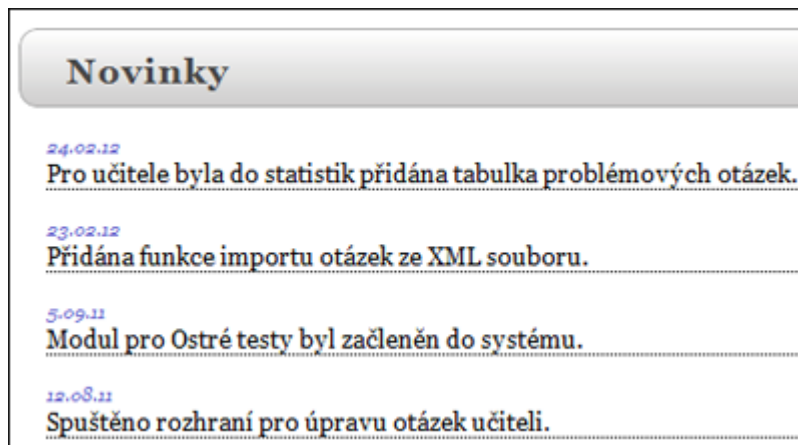 Novinky
24.02.12
Pro učitele byla do statistik přidána tabulka problémových otázek.
23.02.12
Přidána funkce importu otázek ze XML souboru.
5.09.11
Modul pro Ostré testy byl začleněn do systému.
12.08.11
Spuštěno rozhraní pro úpravu otázek učiteli.